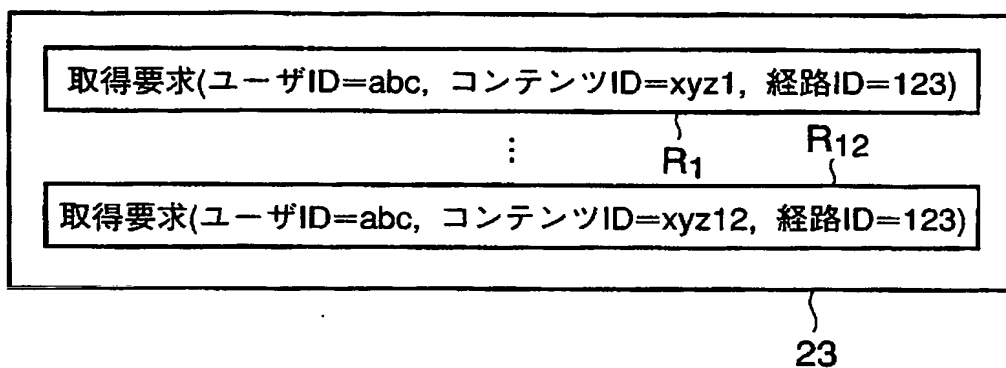 取得要求(ユーザID=abc, コンテンツID=xyz1, 経路ID=123)
⋮
R1
R12
取得要求(ユーザID=abc, コンテンツID=xyz12, 経路ID=123)
23